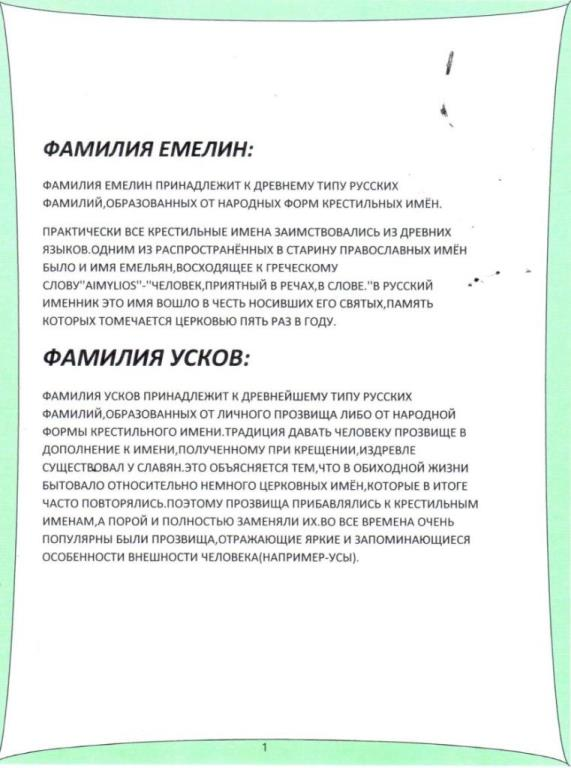 ФАМИЛИЯ ЕМЕЛИН:
ФАМИЛИЯ ЕМЕЛИН ПРИНАДЛЕЖИТ К ДРЕВНЕМУ ТИПУ РУССКИХ
ФАМИЛИЙ,ОБРАЗОВАННЫХ ОТ НАРОДНЫХ ФОРМ КРЕСТИЛЬНЫХ ИМЁН.
ПРАКТИЧЕСКИ ВСЕ КРЕСТИЛЬНЫЕ ИМЕНА ЗАИМСТВОВАЛИСЬ ИЗ ДРЕВНИХ
ЯЗЫКОВ.ОДНИМ ИЗ РАСПРОСТРАНЁННЫХ В СТАРИНУ ПРАВОСЛАВНЫХ ИМЁН
БЫЛО И ИМЯ ЕМЕЛЬЯН,ВОСХОДЯЩЕЕ К ГРЕЧЕСКОМУ
СЛОВУ"AIMYLIOS"-"ЧЕЛОВЕК,ПРИЯТНЫЙ В РЕЧАХ,В СЛОВЕ."В РУССКИЙ
ИМЕННИК ЭТО ИМЯ ВОШЛО В ЧЕСТЬ НОСИВШИХ ЕГО СВЯТЫХ,ПАМЯТЬ
КОТОРЫХ ТОМЕЧАЕТСЯ ЦЕРКОВЬЮ ПЯТЬ РАЗ В ГОДУ.
ФАМИЛИЯ УСКОВ:
ФАМИЛИЯ УСКОВ ПРИНАДЛЕЖИТ К ДРЕВНЕЙШЕМУ ТИПУ РУССКИХ
ФАМИЛИЙ,ОБРАЗОВАННЫХ ОТ ЛИЧНОГО ПРОЗВИЩА ЛИБО ОТ НАРОДНОЙ
ФОРМЫ КРЕСТИЛЬНОГО ИМЕНИ.ТРАДИЦИЯ ДАВАТЬ ЧЕЛОВЕКУ ПРОЗВИЩЕ В
ДОПОЛНЕНИЕ К ИМЕНИ,ПОЛУЧЕННОМУ ПРИ КРЕЩЕНИИ,ИЗДРЕВЛЕ
СУЩЕСТВОВАЛ У СЛАВЯН.ЭТО ОБЪЯСНЯЕТСЯ ТЕМ,ЧТО В ОБИХОДНОЙ ЖИЗНИ
БЫТОВАЛО ОТНОСИТЕЛЬНО НЕМНОГО ЦЕРКОВНЫХ ИМЁН,КОТОРЫЕ В ИТОГЕ
ЧАСТО ПОВТОРЯЛИСЬ.ПОЭТОМУ ПРОЗВИЩА ПРИБАВЛЯЛИСЬ К КРЕСТИЛЬНЫМ
ИМЕНАМ,А ПОРОЙ И ПОЛНОСТЬЮ ЗАМЕНЯЛИ ИХ.ВО ВСЕ ВРЕМЕНА ОЧЕНЬ
ПОПУЛЯРНЫ БЫЛИ ПРОЗВИЩА,ОТРАЖАЮЩИЕ ЯРКИЕ И ЗАПОМИНАЮЩИЕСЯ
ОСОБЕННОСТИ ВНЕШНОСТИ ЧЕЛОВЕКА(НАПРИМЕР-УСЫ).
1